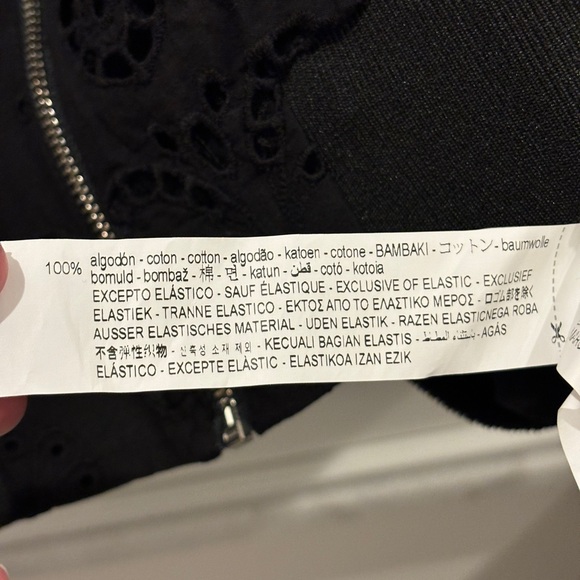 100% algodón - coton - cotton - algodão - katoen - cotone - BAMBAKI - コットン - baumwolle
bomuld - bombaž - 棉 - 면 - katun - قطن - cotó - kotoia
EXCEPTO ELÁSTICO - SAUF ÉLASTIQUE - EXCLUSIVE OF ELASTIC - EXCLUSIEF
ELASTIEK - TRANNE ELASTICO - ΕΚΤΟΣ ΑΠΟ ΤΟ ΕΛΑΣΤΙΚΟ ΜΕΡΟΣ - ロゴム部を除く
AUSSER ELASTISCHES MATERIAL - UDEN ELASTIK - RAZEN ELASTICNEGA ROBA
不含弹性织物 - 신축성 소재 제외 - KECUALI BAGIAN ELASTIS - باستثناء المطاط - AGÁS
ELÁSTICO - EXCEPTE ELÀSTIC - ELASTIKOA IZAN EZIK